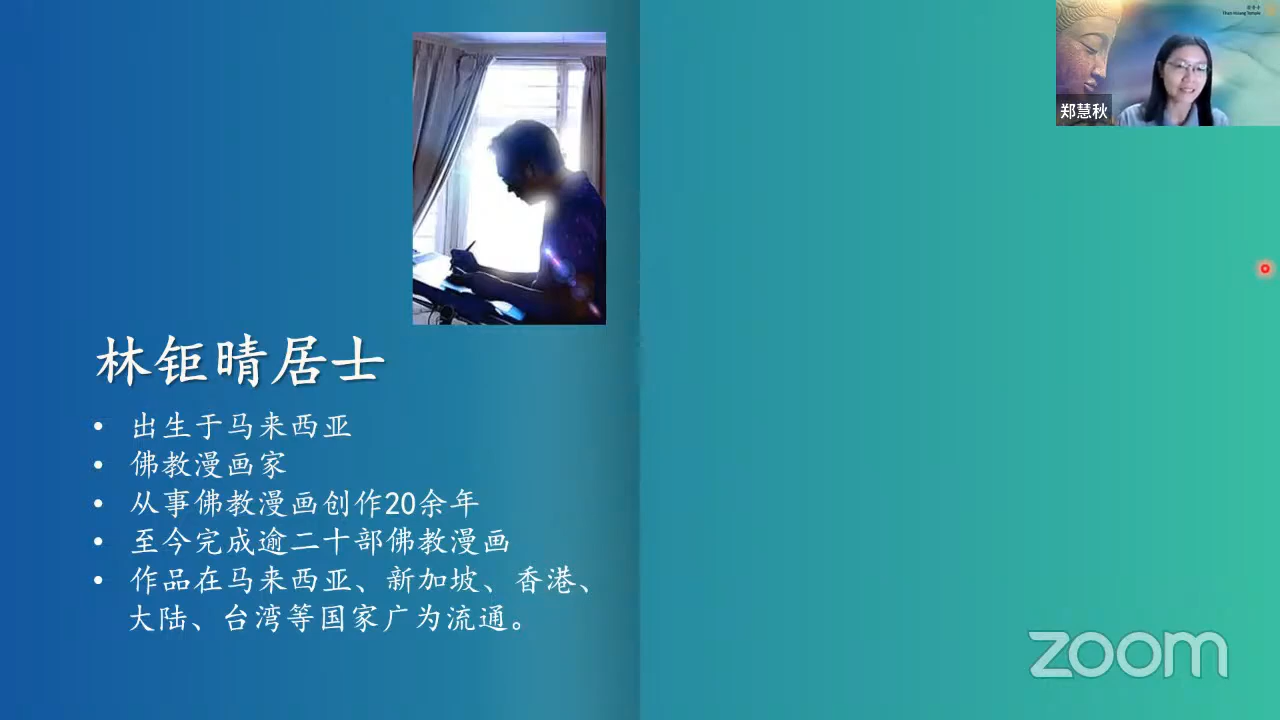 林钜晴居士
• 出生于马来西亚
• 佛教漫画家
• 从事佛教漫画创作20余年
• 至今完成逾二十部佛教漫画
• 作品在马来西亚、新加坡、香港、
大陆、台湾等国家广为流通。
郑慧秋
Than Hsiang Temple
zoom